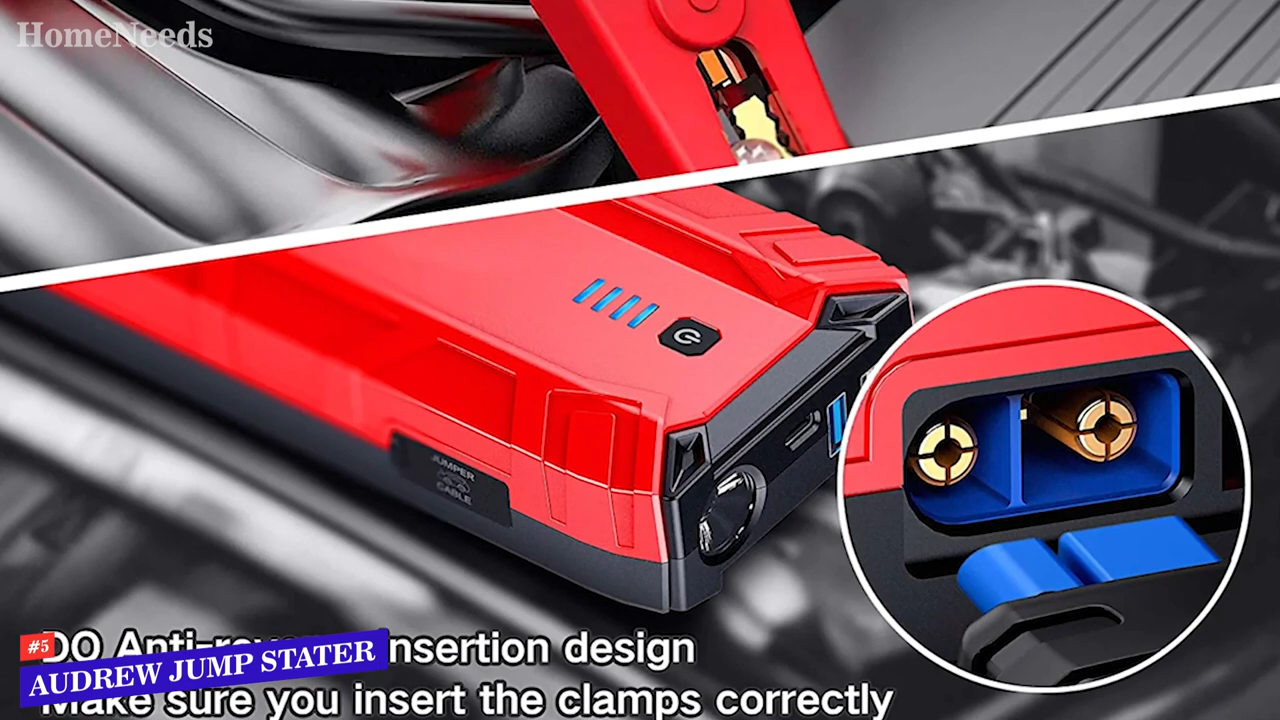 HomeNeeds
JUMPER
CABLE
#5
AUDREW JUMP STATER
insertion design
Make sure you insert the clamps correctly